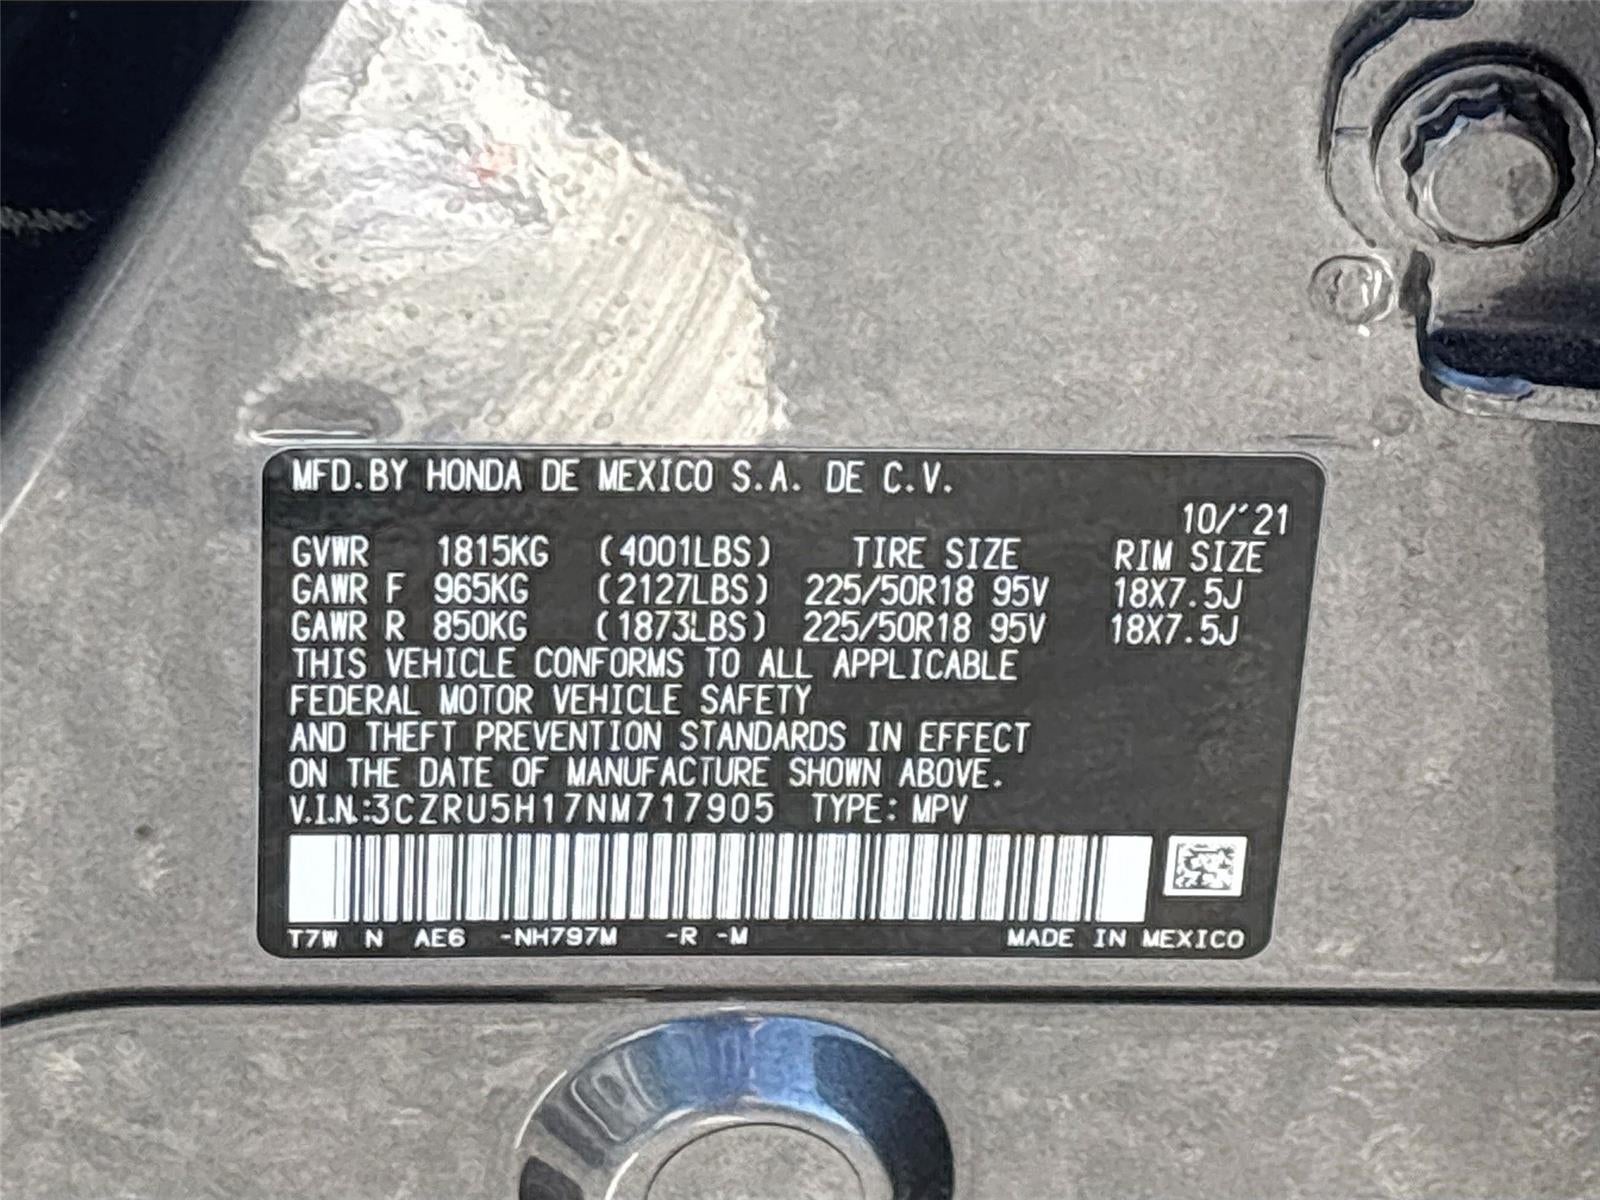 MFD.BY HONDA DE MEXICO S.A. DE C.V.
10/'21
GVWR 1815KG (4001LBS) TIRE SIZE RIM SIZE
GAWR F 965KG (2127LBS) 225/50R18 95V 18X7.5J
GAWR R 850KG (1873LBS) 225/50R18 95V 18X7.5J
THIS VEHICLE CONFORMS TO ALL APPLICABLE
FEDERAL MOTOR VEHICLE SAFETY
AND THEFT PREVENTION STANDARDS IN EFFECT
ON THE DATE OF MANUFACTURE SHOWN ABOVE.
V.I.N.:3CZRU5H17NM717905 TYPE: MPV
T7W N AE6 -NH797M -R -M MADE IN MEXICO